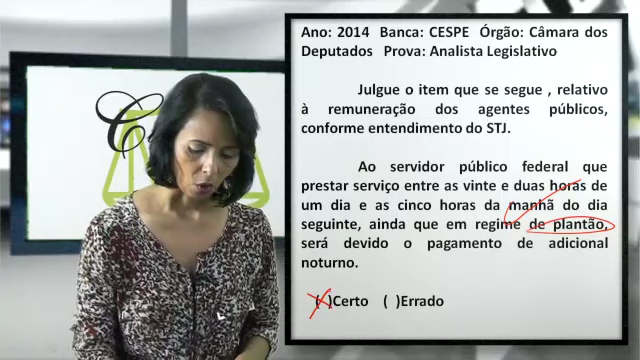 Ano: 2014 Banca: CESPE Órgão: Câmara dos
Deputados Prova: Analista Legislativo
Julgue o item que se segue , relativo
à remuneração dos agentes públicos,
conforme entendimento do STJ.
Ao servidor público federal que
prestar serviço entre as vinte e duas horas de
um dia e as cinco horas da manhã do dia
seguinte, ainda que em regime de plantão,
será devido o pagamento de adicional
noturno.
( )Certo ( )Errado